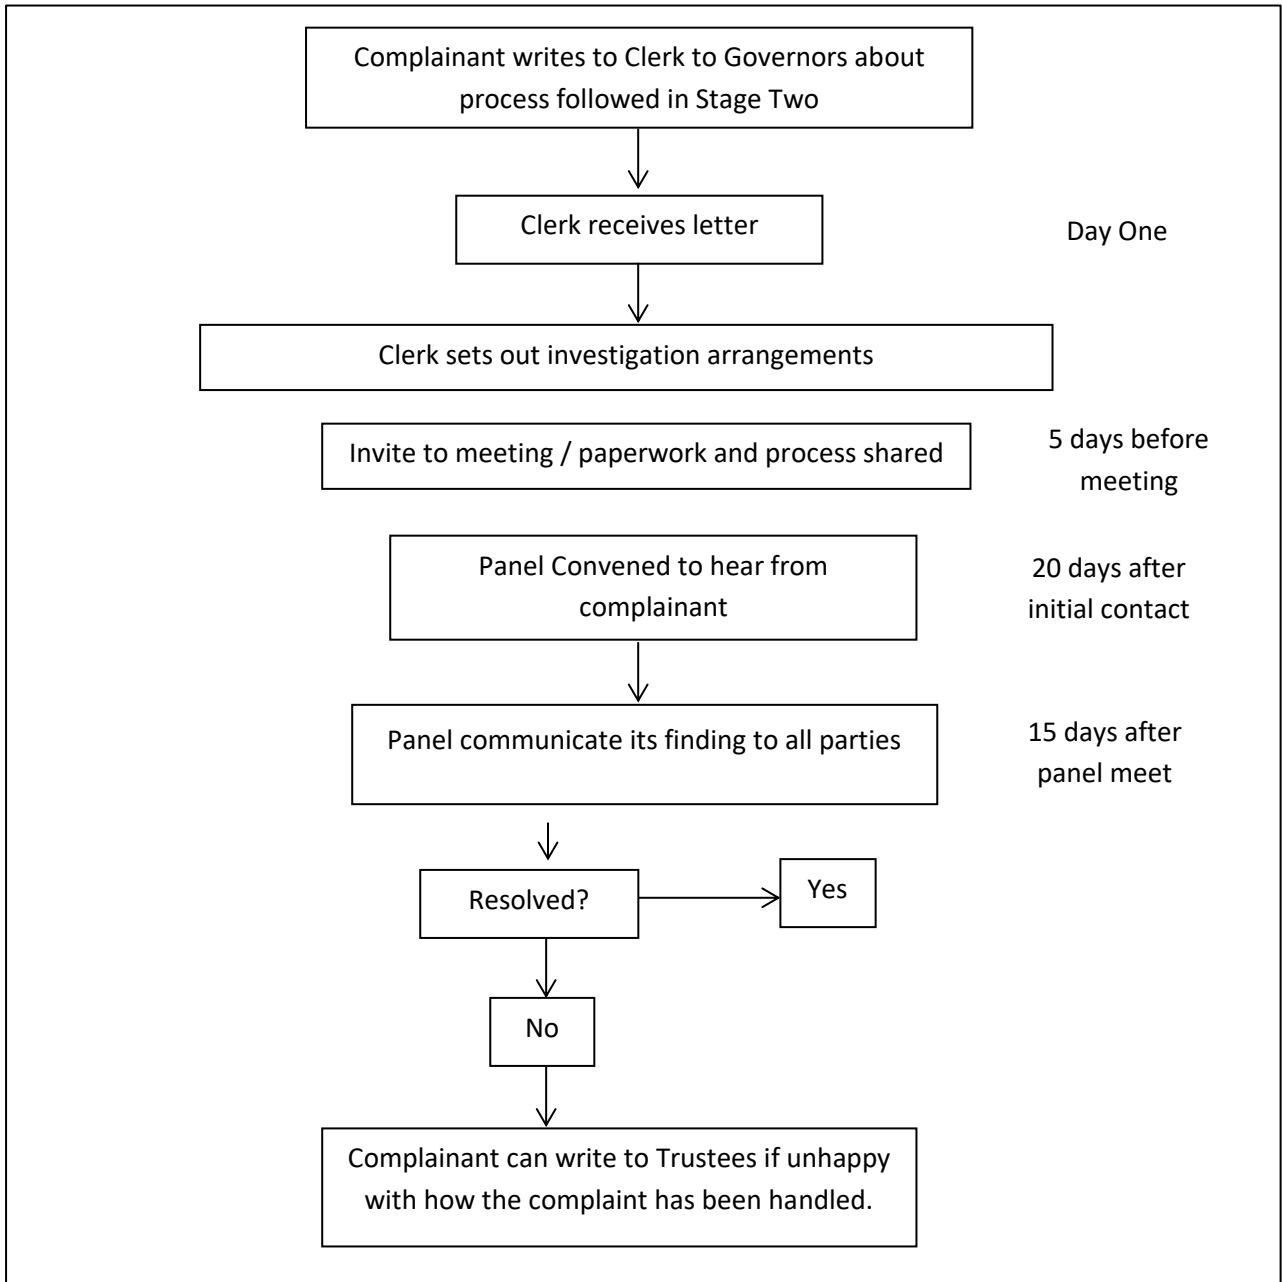 Complainant writes to Clerk to Governors about
process followed in Stage Two
Clerk receives letter
Day One
Clerk sets out investigation arrangements
Invite to meeting / paperwork and process shared
5 days before
meeting
Panel Convened to hear from
complainant
20 days after
initial contact
Panel communicate its finding to all parties
15 days after
panel meet
Resolved?
Yes
No
Complainant can write to Trustees if unhappy
with how the complaint has been handled.